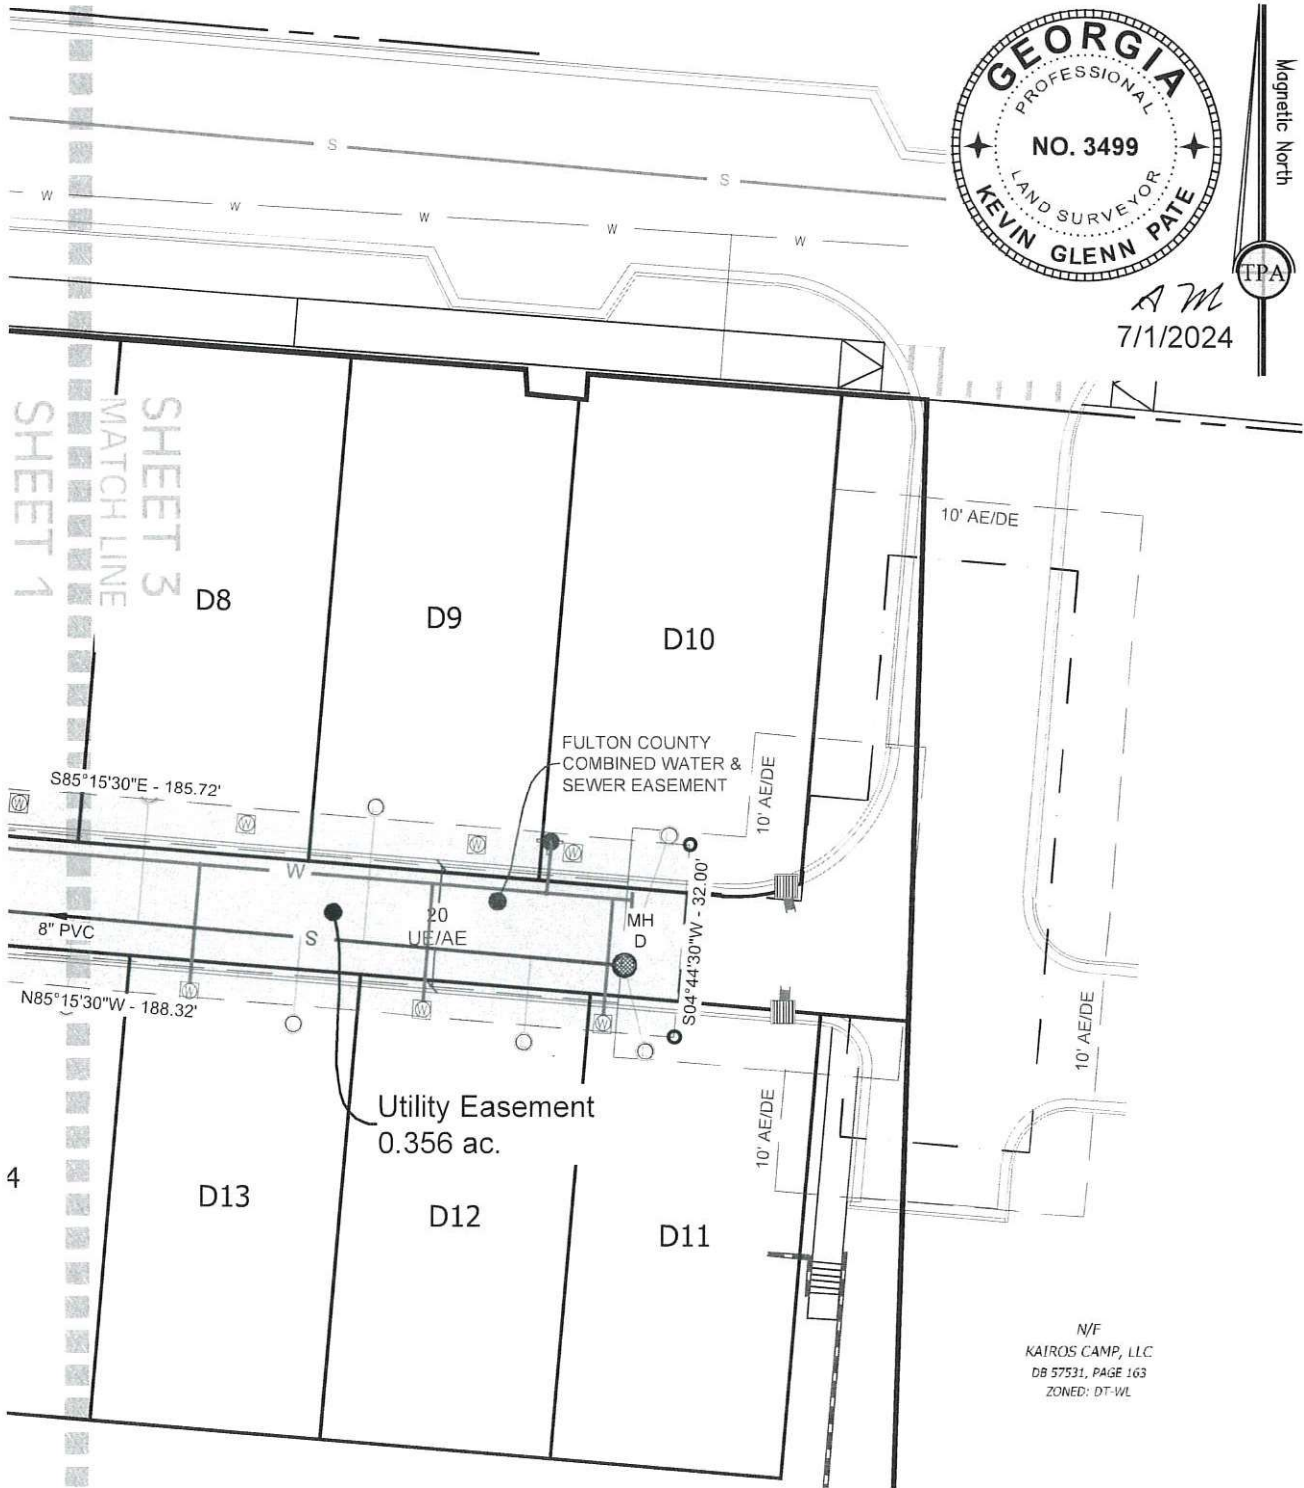 GEORGIA
PROFESSIONAL
NO. 3499
LAND SURVEYOR
KEVIN GLENN PATE
Magnetic North
TPA
7/1/2024
S
S
W
W
W
W
W
SHEET 3
MATCH LINE
SHEET 1
10' AE/DE
D8
D9
D10
FULTON COUNTY
COMBINED WATER &
SEWER EASEMENT
10' AE/DE
S85°15'30"E - 185.72'
W
W
W
W
W
20
UE/AE
MH
D
S04°44'30"W - 32.00'
8" PVC
S
N85°15'30"W - 188.32'
W
W
W
10' AE/DE
Utility Easement
0.356 ac.
10' AE/DE
4
D13
D12
D11
N/F
KAIROS CAMP, LLC
DB 57531, PAGE 163
ZONED: DT-WL